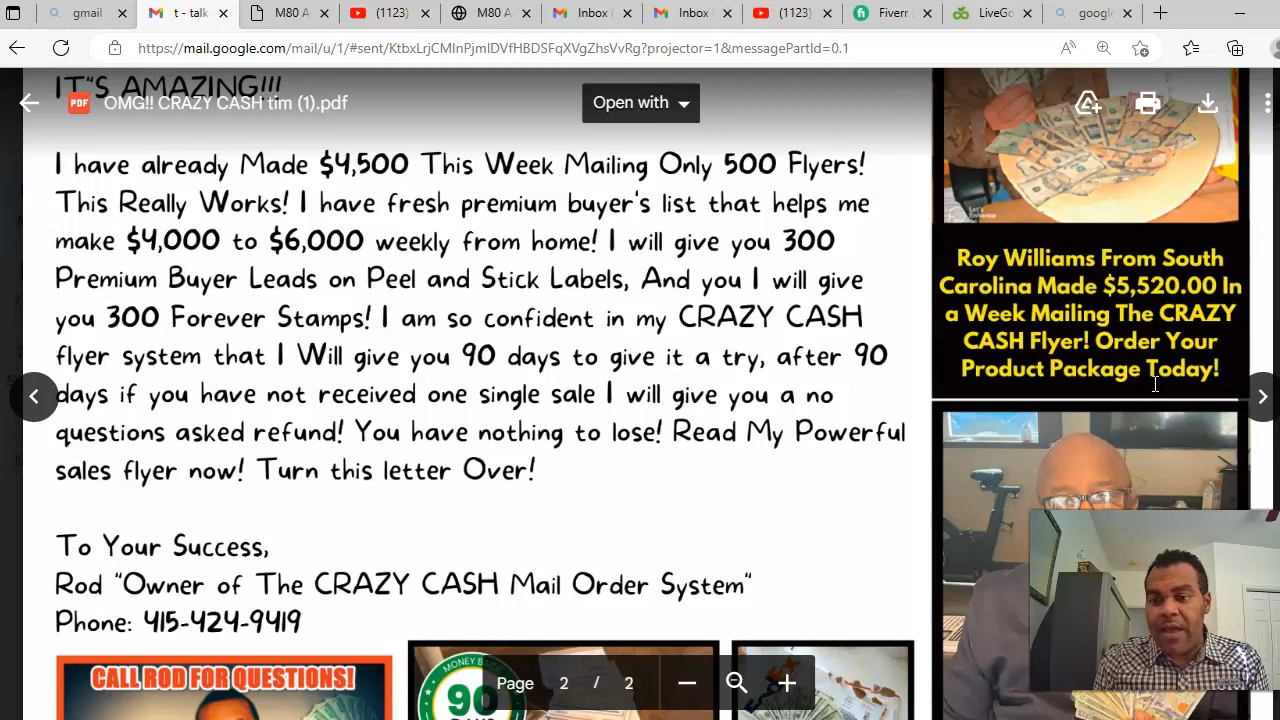 gmail
t - talk
M80 A
(1123)
M80 A
Inbox (
Inbox (
(1123)
Fiverr
LiveGo
google
https://mail.google.com/mail/u/1/#sent/KtbxLrjCMlnPjmlDVfHBDSFqXVgZhsVvRg?projector=1&messagePartId=0.1
IT"S AMAZING!!!
PDF
OMG!! CRAZY CASH tim (1).pdf
Open with
I have already Made $4,500 This Week Mailing Only 500 Flyers!
This Really Works! I have fresh premium buyer's list that helps me
make $4,000 to $6,000 weekly from home! I will give you 300
Premium Buyer Leads on Peel and Stick Labels, And you I will give
you 300 Forever Stamps! I am so confident in my CRAZY CASH
flyer system that I Will give you 90 days to give it a try, after 90
days if you have not received one single sale I will give you a no
questions asked refund! You have nothing to lose! Read My Powerful
sales flyer now! Turn this letter Over!
To Your Success,
Rod "Owner of The CRAZY CASH Mail Order System"
Phone: 415-424-9419
Let's
Enhance
Roy Williams From South
Carolina Made $5,520.00 In
a Week Mailing The CRAZY
CASH Flyer! Order Your
Product Package Today!
CALL ROD FOR QUESTIONS!
MONEY BACK
90
Page 2 / 2